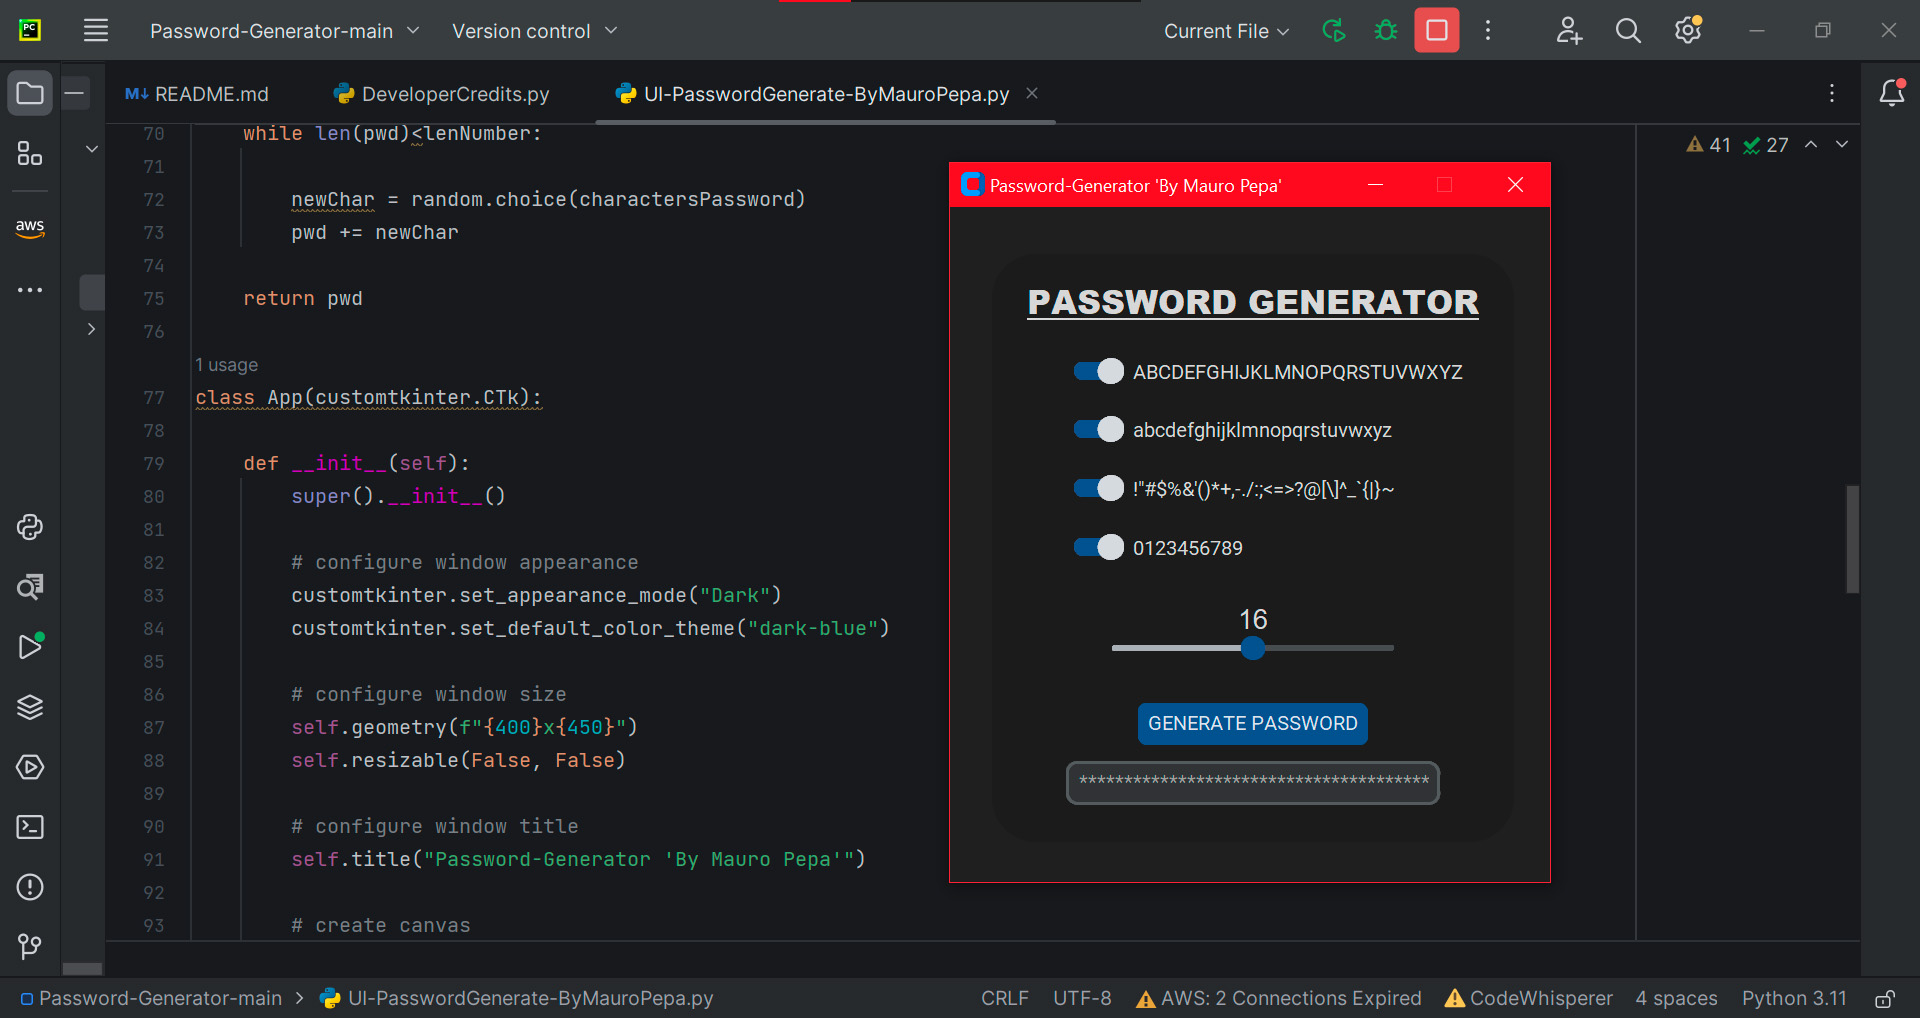 PC Password-Generator-main Version control Current File
README.md DeveloperCredits.py UI-PasswordGenerate-ByMauroPepa.py
41 27
aws
70 while len(pwd)<lenNumber:
71
72 newChar = random.choice(charactersPassword)
73 pwd += newChar
74
75 return pwd
76
1 usage
77 class App(customtkinter.CTk):
78
79 def __init__(self):
80 super().__init__()
81
82 # configure window appearance
83 customtkinter.set_appearance_mode("Dark")
84 customtkinter.set_default_color_theme("dark-blue")
85
86 # configure window size
87 self.geometry(f"{400}x{450}")
88 self.resizable(False, False)
89
90 # configure window title
91 self.title("Password-Generator 'By Mauro Pepa'")
92
93 # create canvas
Password-Generator 'By Mauro Pepa'
PASSWORD GENERATOR
ABCDEFGHIJKLMNOPQRSTUVWXYZ
abcdefghijklmnopqrstuvwxyz
!"#$%&'()*+,-./:;<=>?@[\]^_`{|}~
0123456789
16
GENERATE PASSWORD
****************************************
Password-Generator-main > UI-PasswordGenerate-ByMauroPepa.py CRLF UTF-8 AWS: 2 Connections Expired CodeWhisperer 4 spaces Python 3.11